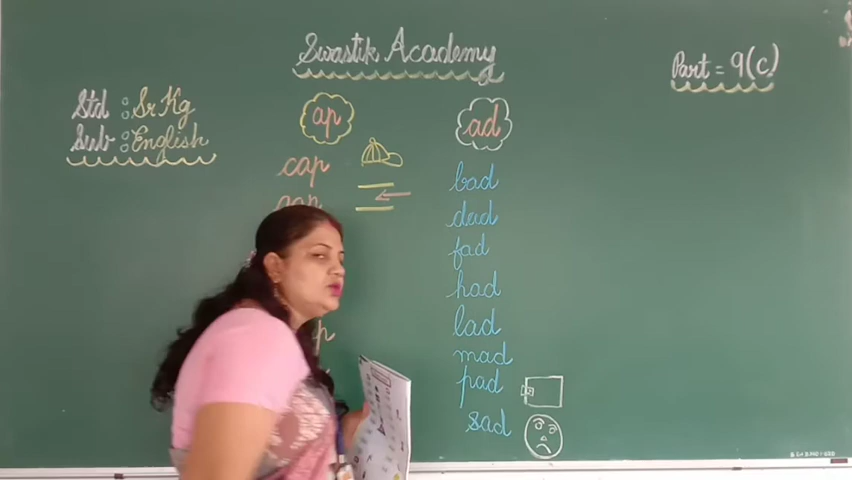 Swastik Academy
Part = 9(c)
Std : Sr Kg
Sub : English
ap
cap
gap
ad
bad
dad
fad
had
lad
mad
pad
sad